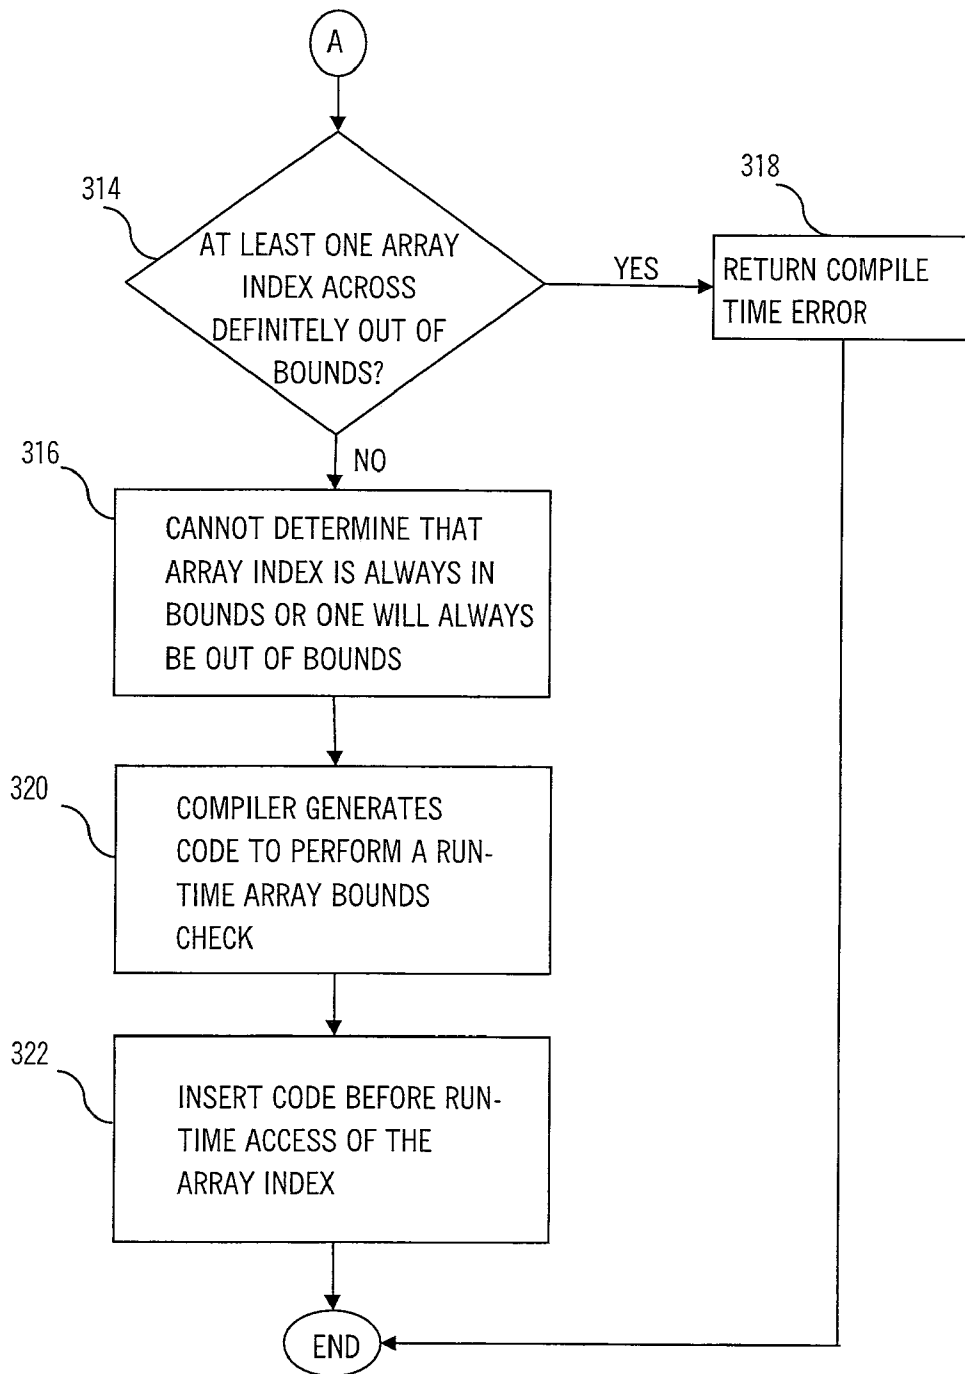 A
314
AT LEAST ONE ARRAY
INDEX ACROSS
DEFINITELY OUT OF
BOUNDS?
YES
318
RETURN COMPILE
TIME ERROR
NO
316
CANNOT DETERMINE THAT
ARRAY INDEX IS ALWAYS IN
BOUNDS OR ONE WILL ALWAYS
BE OUT OF BOUNDS
320
COMPILER GENERATES
CODE TO PERFORM A RUN-
TIME ARRAY BOUNDS
CHECK
322
INSERT CODE BEFORE RUN-
TIME ACCESS OF THE
ARRAY INDEX
END